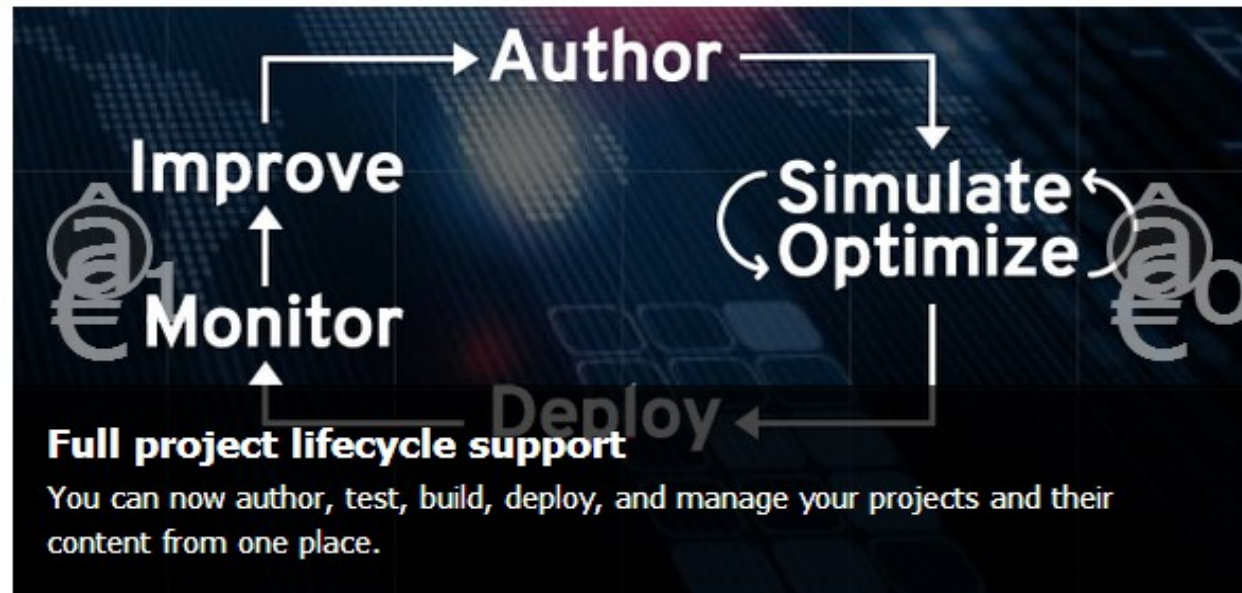 Author
Improve
Simulate
Optimize
Monitor
Deploy
Full project lifecycle support
You can now author, test, build, deploy, and manage your projects and their
content from one place.